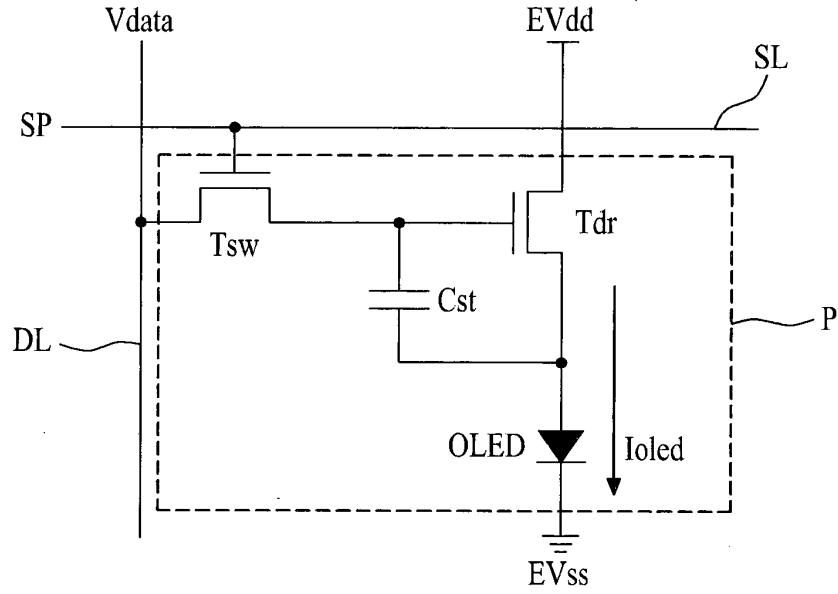 Vdata
EVdd
SL
SP
Tsw
Tdr
Cst
DL
P
OLED
Ioled
EVss